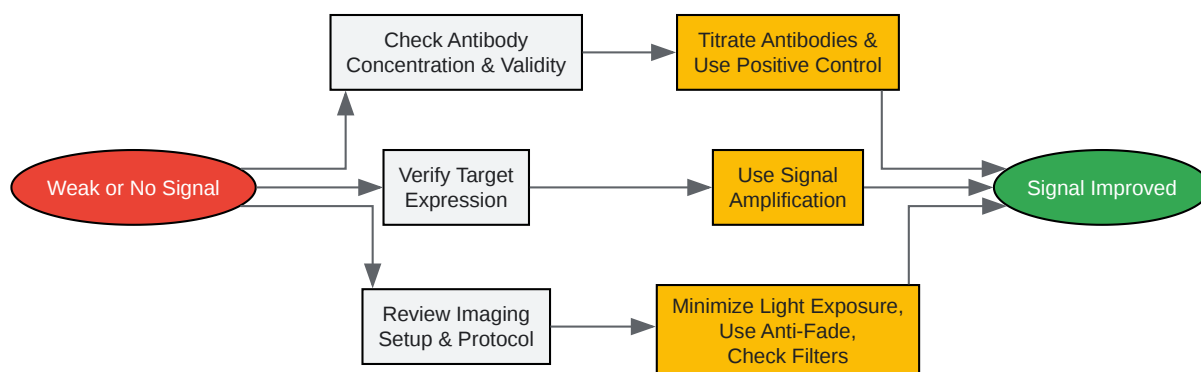 Check Antibody
Concentration & Validity
Titrate Antibodies &
Use Positive Control
Weak or No Signal
Verify Target
Expression
Use Signal
Amplification
Signal Improved
Review Imaging
Setup & Protocol
Minimize Light Exposure,
Use Anti-Fade,
Check Filters